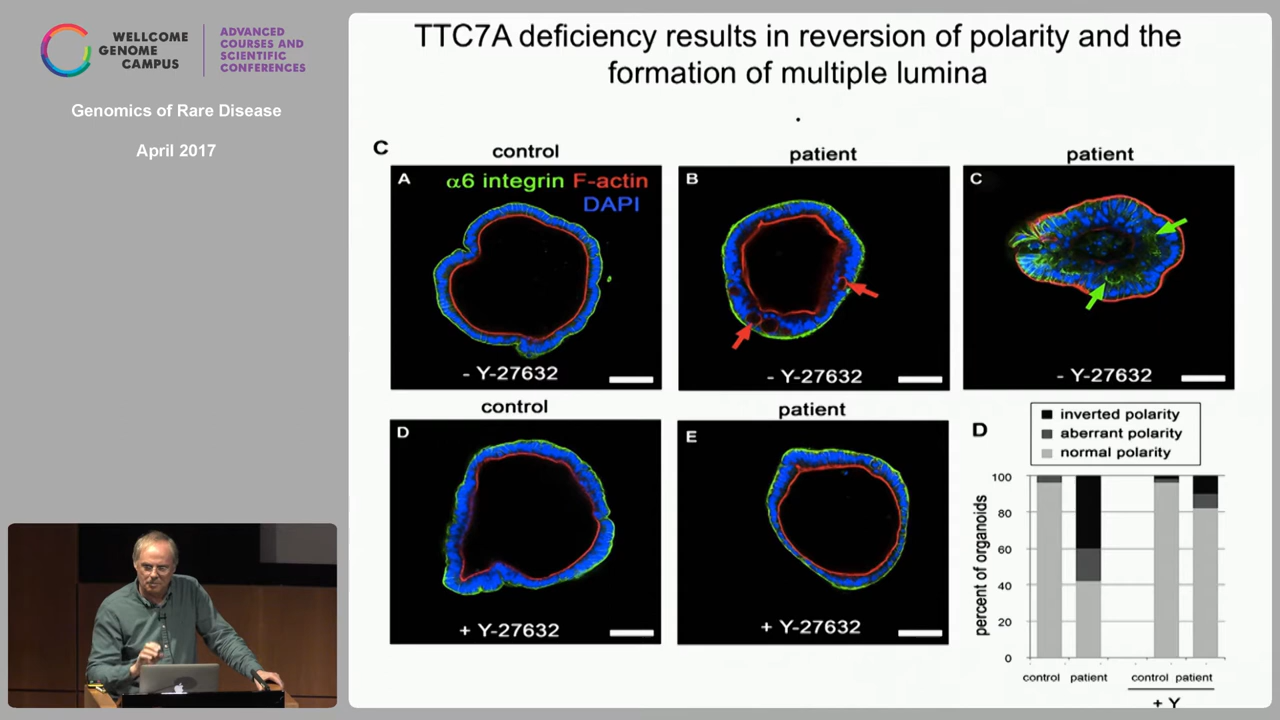 WELLCOME
GENOME
CAMPUS
ADVANCED
COURSES AND
SCIENTIFIC
CONFERENCES
Genomics of Rare Disease
April 2017
TTC7A deficiency results in reversion of polarity and the
formation of multiple lumina
C
control
patient
patient
A
α6 integrin F-actin
DAPI
- Y-27632
B
- Y-27632
C
- Y-27632
control
patient
D
+ Y-27632
E
+ Y-27632
D
inverted polarity
aberrant polarity
normal polarity
percent of organoids
100
80
60
40
20
0
control patient control patient
+ Y